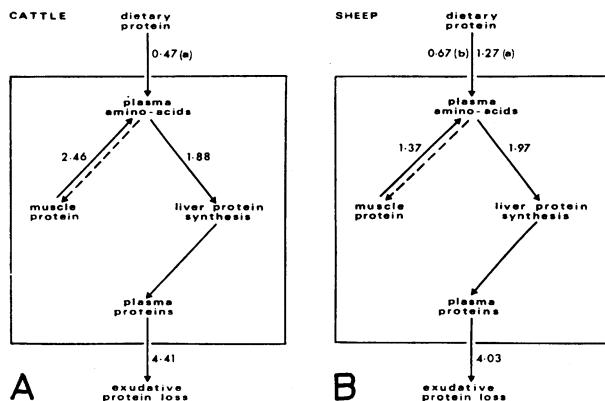 CATTLE
dietary
protein
0·47 (a)
plasma
amino-acids
2·46
1·88
muscle
protein
liver protein
synthesis
plasma
proteins
4·41
A
exudative
protein loss
SHEEP
dietary
protein
0·67 (b) 1·27 (a)
plasma
amino-acids
1·37
1·97
muscle
protein
liver protein
synthesis
plasma
proteins
4·03
B
exudative
protein loss